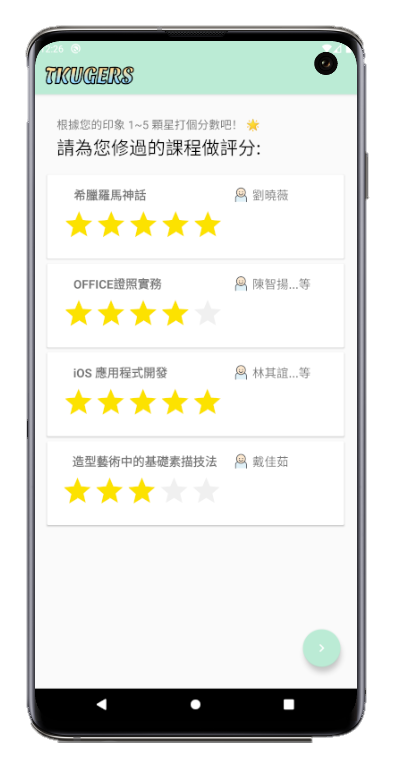 2:26
TKUGERS
根據您的印象 1~5 顆星打個分數吧! 🌟
請為您修過的課程做評分:
希臘羅馬神話 劉曉薇
OFFICE證照實務 陳智揚...等
iOS 應用程式開發 林其誼...等
造型藝術中的基礎素描技法 戴佳茹